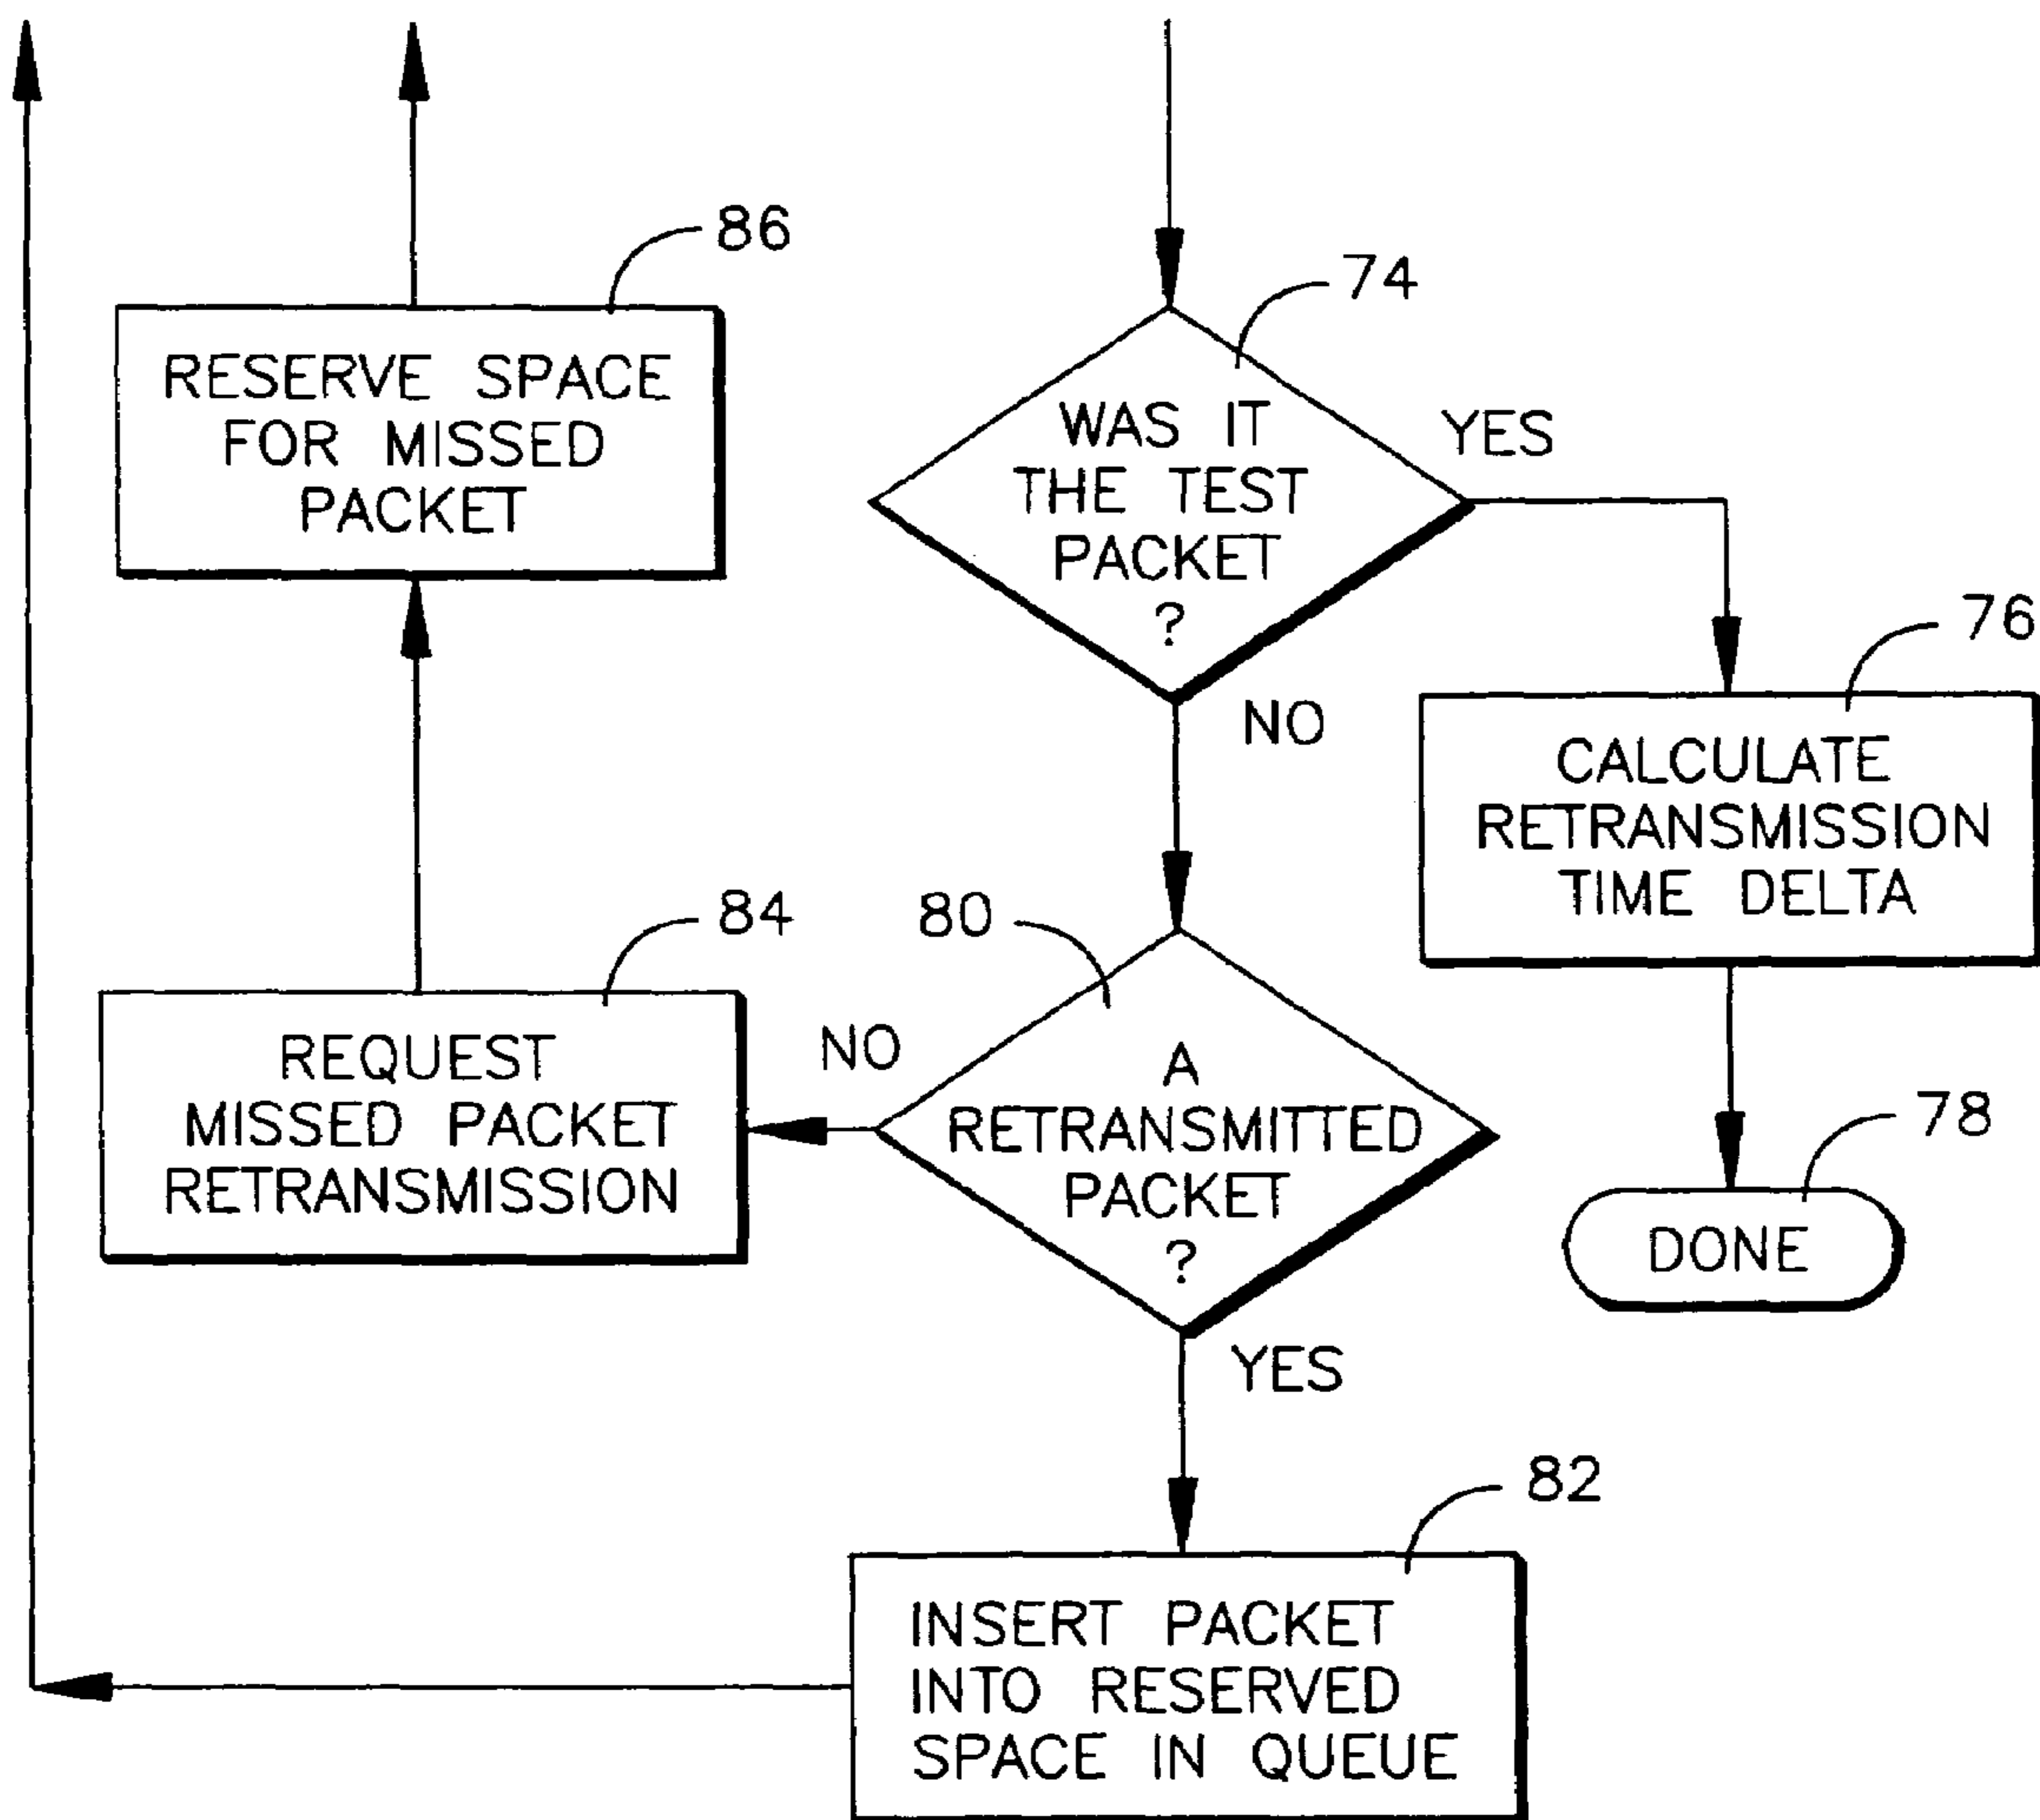 86
RESERVE SPACE
FOR MISSED
PACKET
74
WAS IT
THE TEST
PACKET
?
YES
NO
76
CALCULATE
RETRANSMISSION
TIME DELTA
84
REQUEST
MISSED PACKET
RETRANSMISSION
80
NO
A
RETRANSMITTED
PACKET
?
YES
78
DONE
82
INSERT PACKET
INTO RESERVED
SPACE IN QUEUE